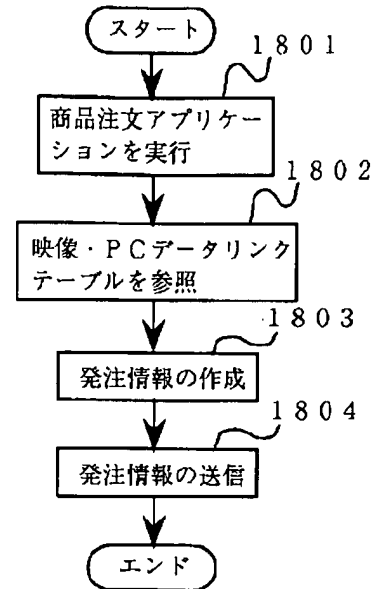 スタート
1801
商品注文アプリケー
ションを実行
1802
映像・PCデータリンク
テーブルを参照
1803
発注情報の作成
1804
発注情報の送信
エンド